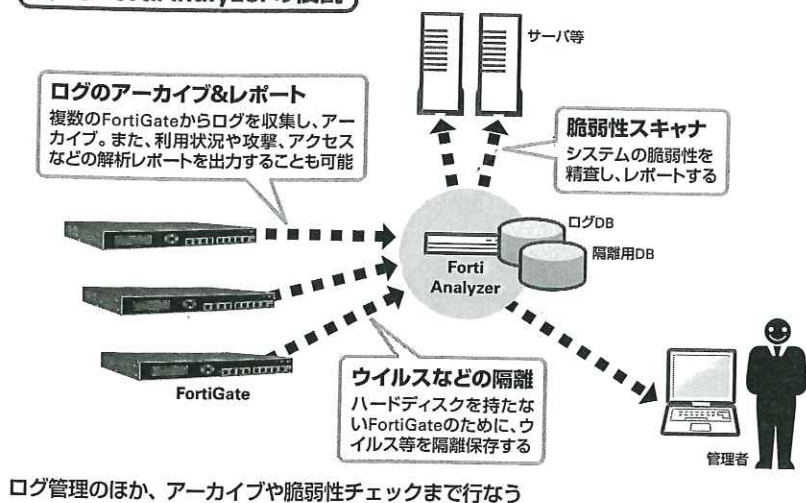 サーバ等
ログのアーカイブ&レポート
複数のFortiGateからログを収集し、アー
カイブ。また、利用状況や攻撃、アクセス
などの解析レポートを出力することも可能
脆弱性スキャナ
システムの脆弱性を
精査し、レポートする
ログDB
隔離用DB
Forti
Analyzer
FortiGate
ウイルスなどの隔離
ハードディスクを持たな
いFortiGateのために、ウ
イルス等を隔離保存する
管理者
ログ管理のほか、アーカイブや脆弱性チェックまで行なう